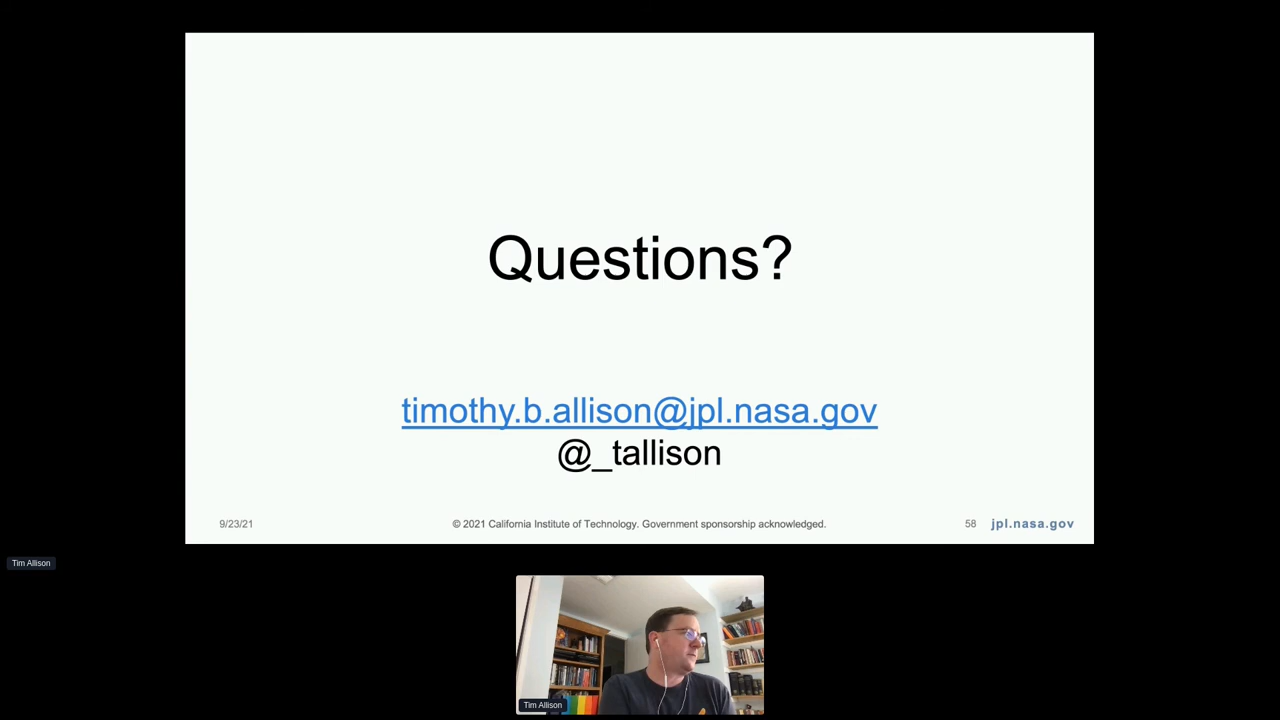 Questions?
timothy.b.allison@jpl.nasa.gov
@_tallison
9/23/21
© 2021 California Institute of Technology. Government sponsorship acknowledged.
58
jpl.nasa.gov
Tim Allison
Tim Allison